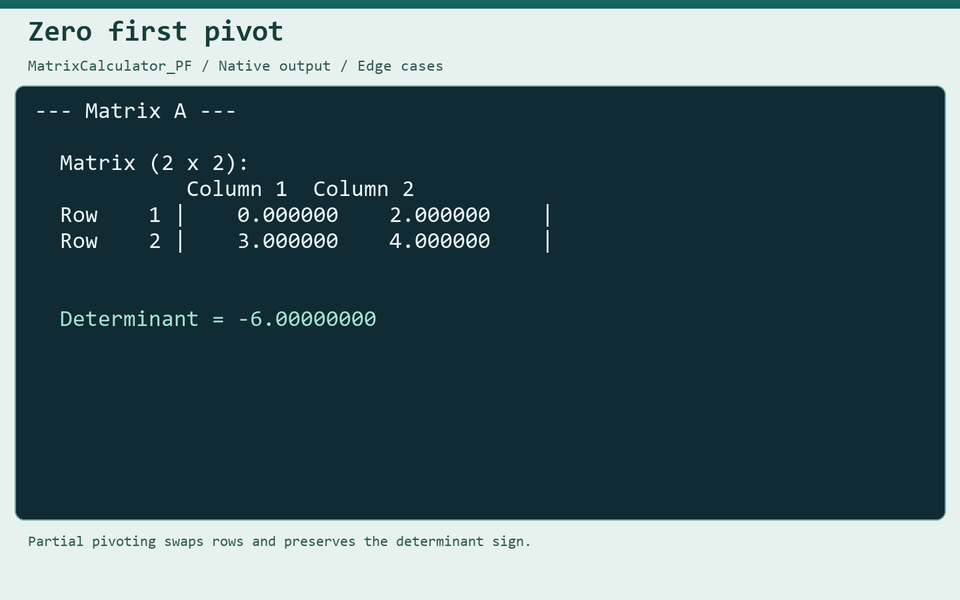 Zero first pivot
MatrixCalculator_PF / Native output / Edge cases
--- Matrix A ---
Matrix (2 x 2):
Column 1  Column 2
Row    1 |    0.000000    2.000000    |
Row    2 |    3.000000    4.000000    |
Determinant = -6.00000000
Partial pivoting swaps rows and preserves the determinant sign.